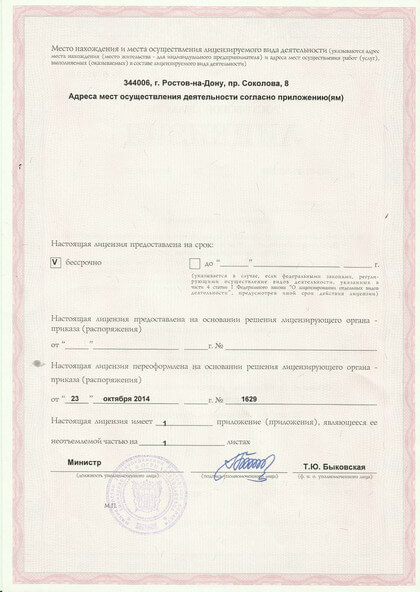 Место нахождения и места осуществления лицензируемого вида деятельности (указываются адрес
места нахождения (место жительства - для индивидуального предпринимателя) и адреса мест осуществления работ (услуг),
выполняемых (оказываемых) в составе лицензируемого вида деятельности)
344006, г. Ростов-на-Дону, пр. Соколова, 8
Адреса мест осуществления деятельности согласно приложению(ям)
Настоящая лицензия предоставлена на срок:
V бессрочно до “ ” г.
(указывается в случае, если федеральными законами, регули-
рующими осуществление видов деятельности, указанных в
части 4 статьи 1 Федерального закона "О лицензировании отдельных видов
деятельности", предусмотрен иной срок действия лицензии)
Настоящая лицензия предоставлена на основании решения лицензирующего органа -
приказа (распоряжения)
от “ ” г. №
Настоящая лицензия переоформлена на основании решения лицензирующего органа -
приказа (распоряжения)
от “ 23 ” октября 2014 г. № 1629
Настоящая лицензия имеет 1 приложение (приложения), являющееся ее
неотъемлемой частью на 1 листах
Министр Т.Ю. Быковская
(должность уполномоченного лица) (подпись уполномоченного лица) (ф. и. о. уполномоченного лица)
М.П.